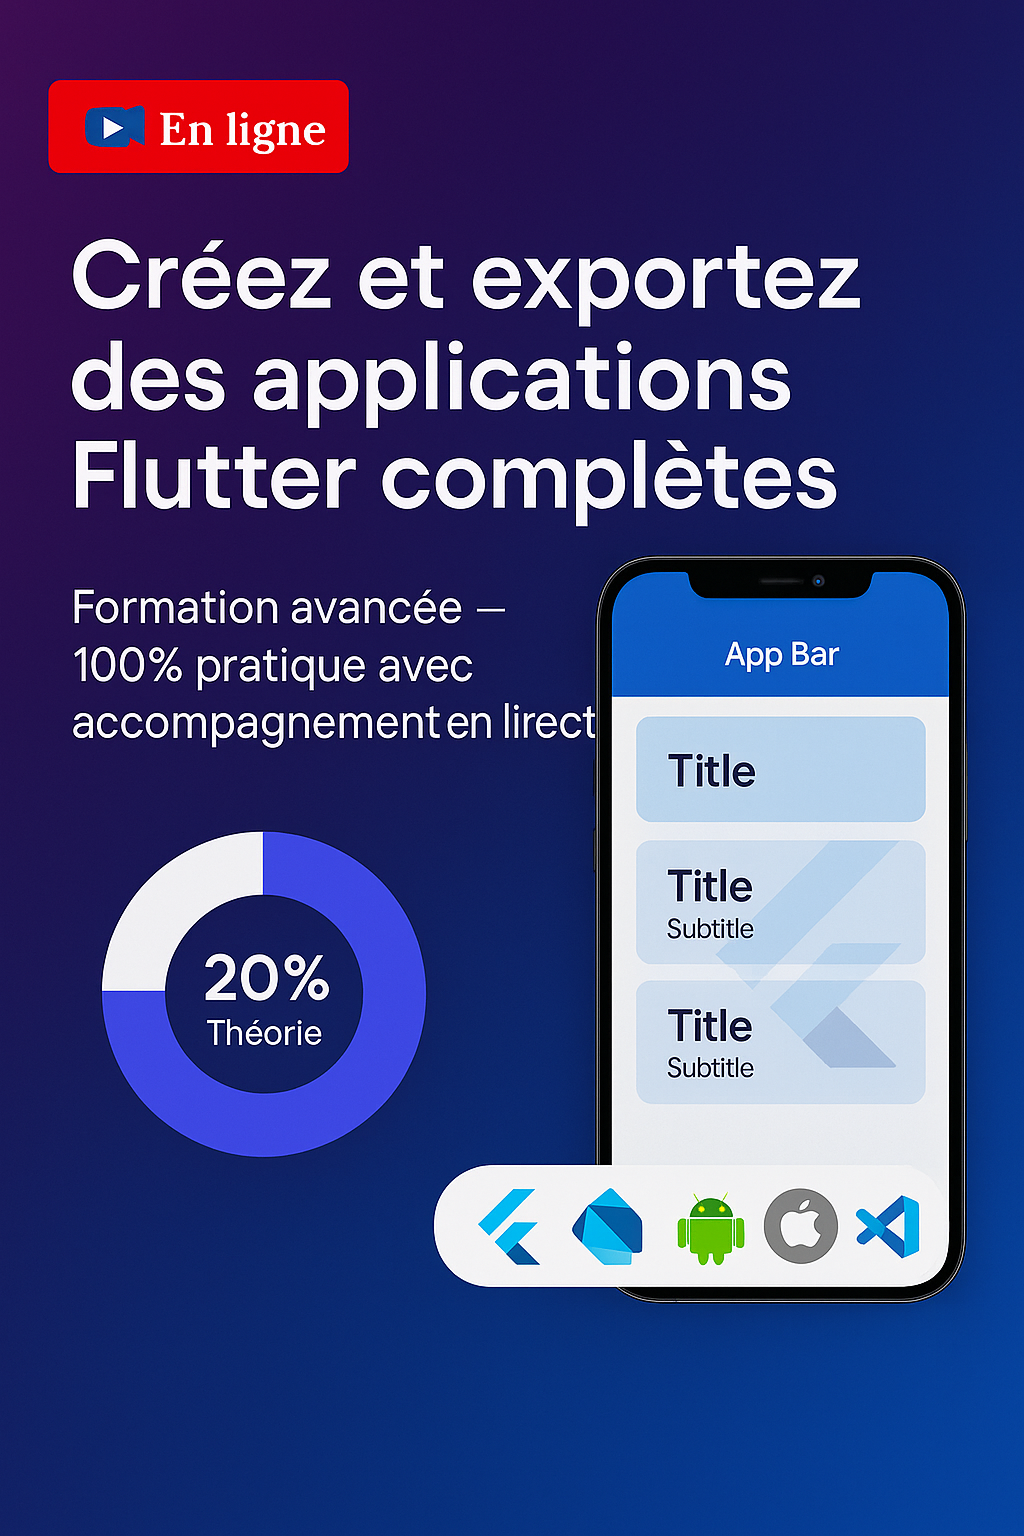 En ligne
Créez et exportez
des applications
Flutter complètes
Formation avancée —
100% pratique avec
accompagnement en lirect
20%
Théorie
App Bar
Title
Title
Subtitle
Title
Subtitle